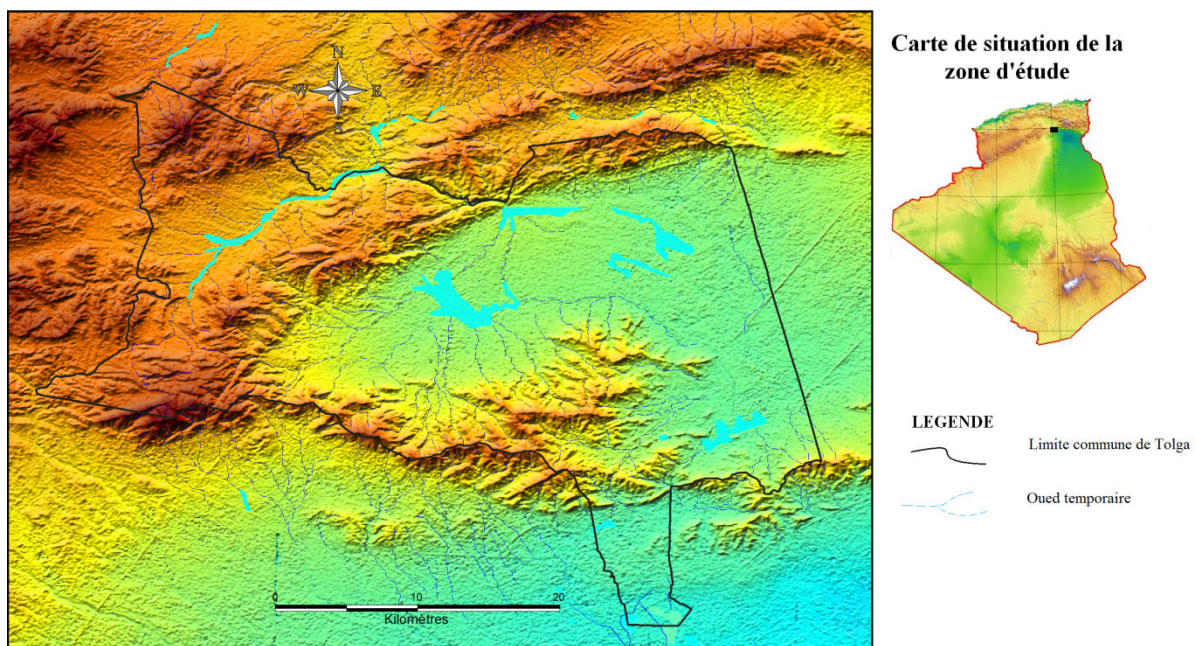 Carte de situation de la
zone d'étude
N
W E
S
LEGENDE
Limite commune de Tolga
Oued temporaire
0 10 20
Kilomètres